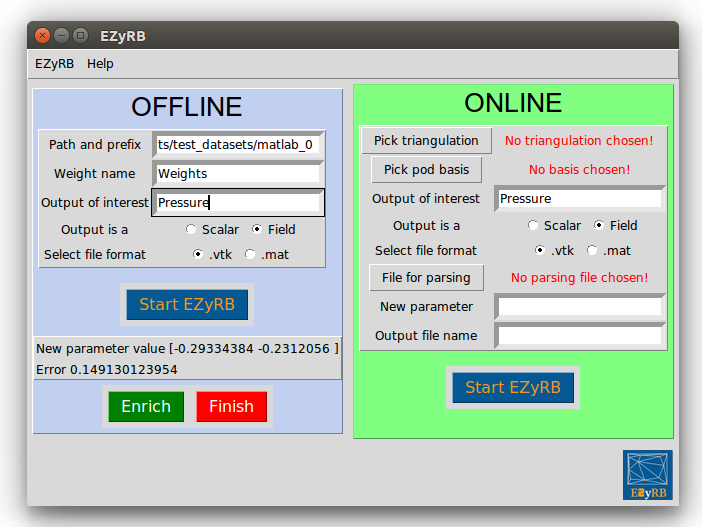 EZyRB
EZyRB Help
OFFLINE
Path and prefix ts/test_datasets/matlab_0
Weight name Weights
Output of interest Pressure
Output is a Scalar Field
Select file format .vtk .mat
Start EZyRB
New parameter value [-0.29334384 -0.2312056 ]
Error 0.149130123954
Enrich Finish
ONLINE
Pick triangulation No triangulation chosen!
Pick pod basis No basis chosen!
Output of interest Pressure
Output is a Scalar Field
Select file format .vtk .mat
File for parsing No parsing file chosen!
New parameter
Output file name
Start EZyRB
EZyRB